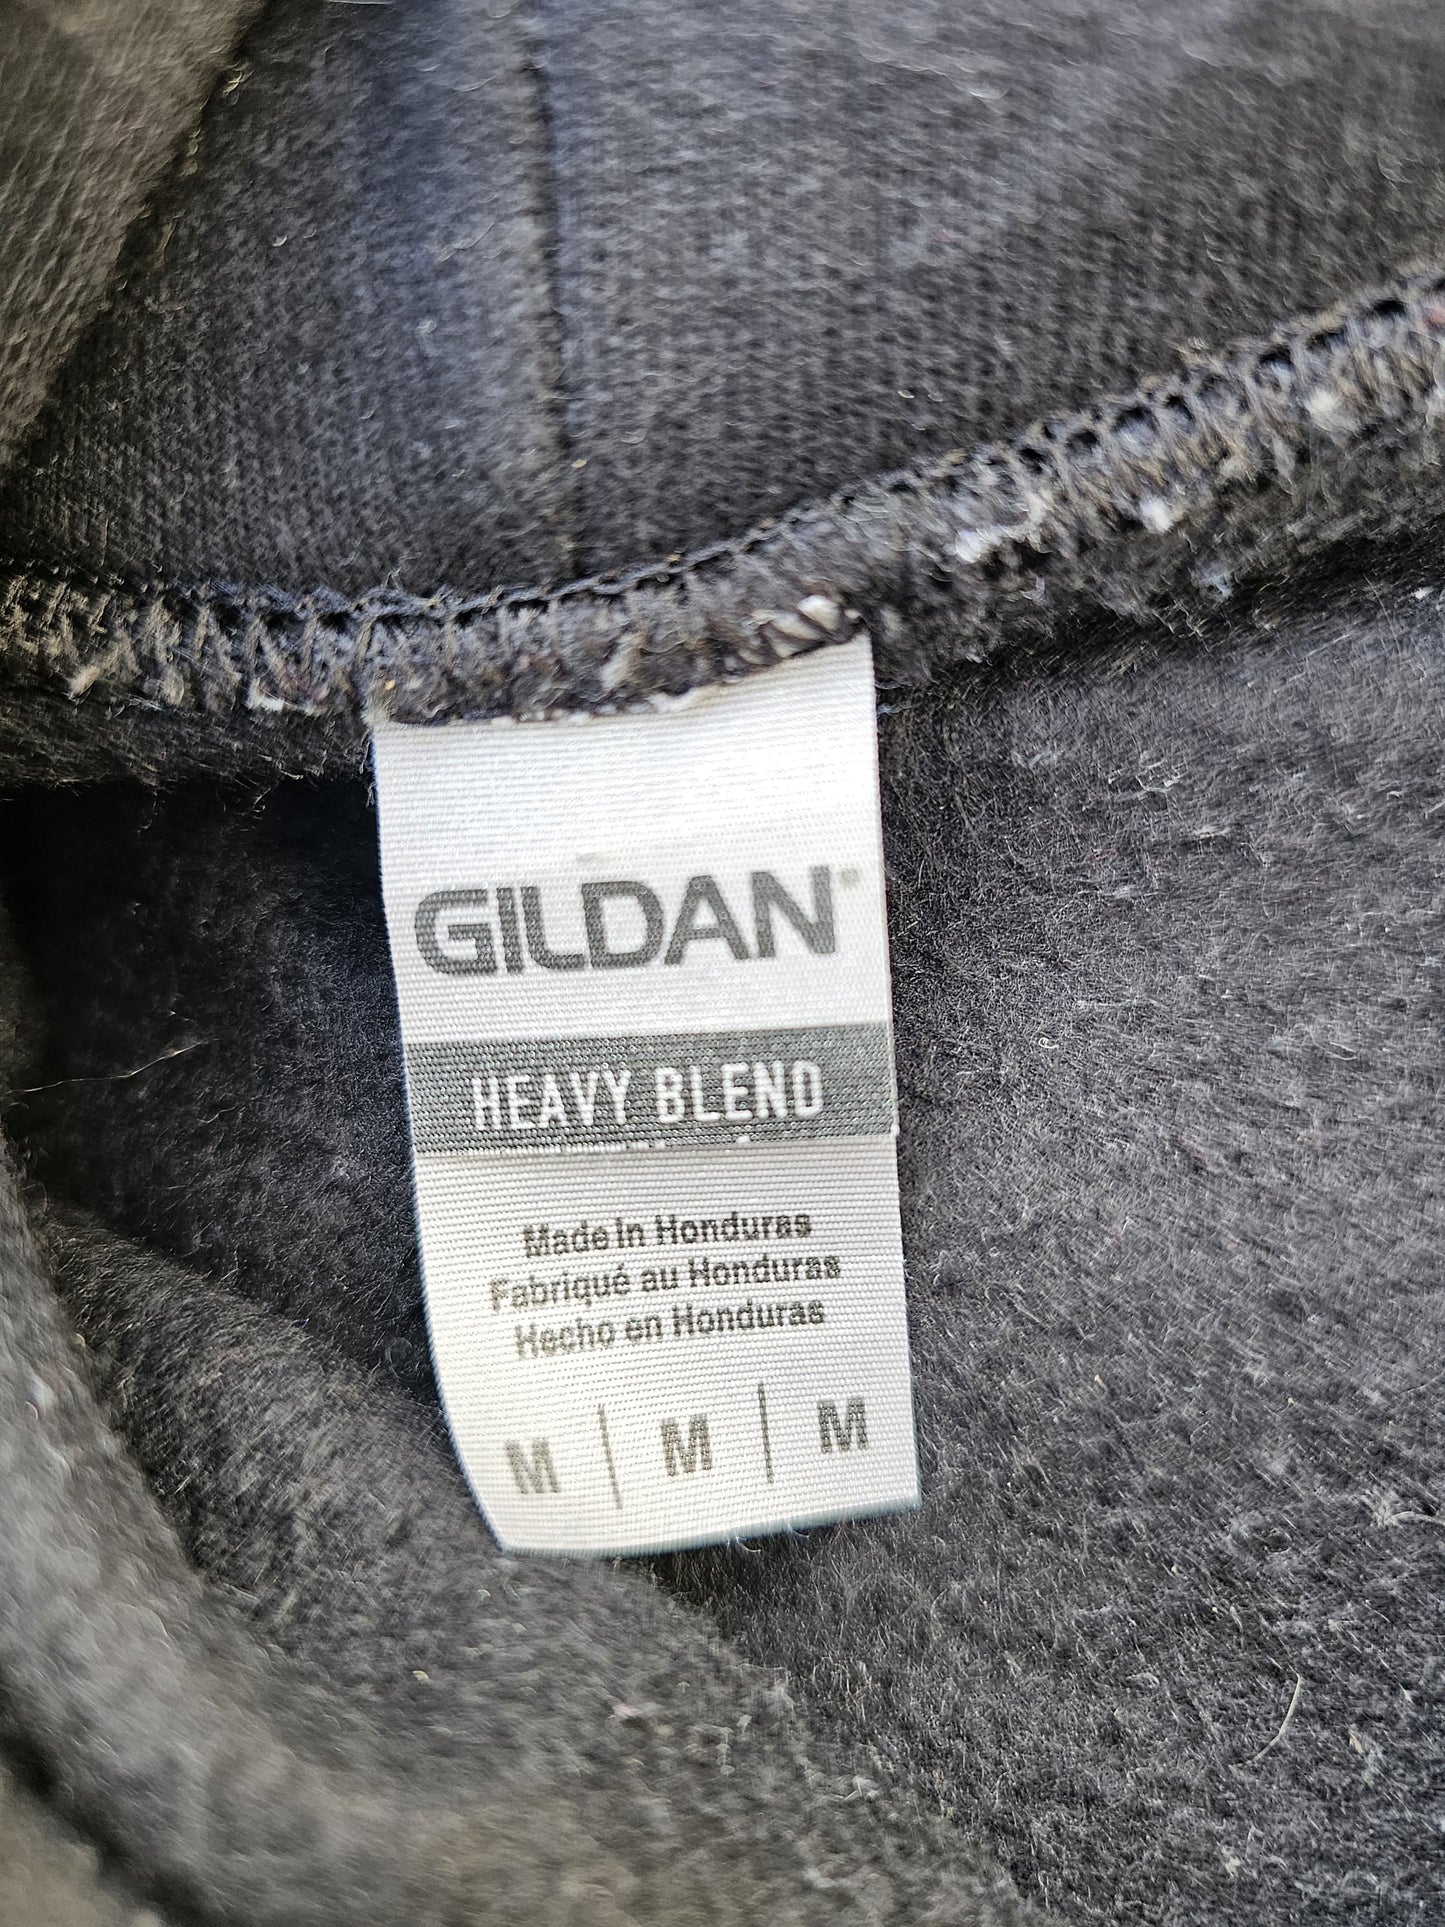 GILDAN
HEAVY BLEND
Made in Honduras
Fabriqué au Honduras
Hecho en Honduras
M | M | M